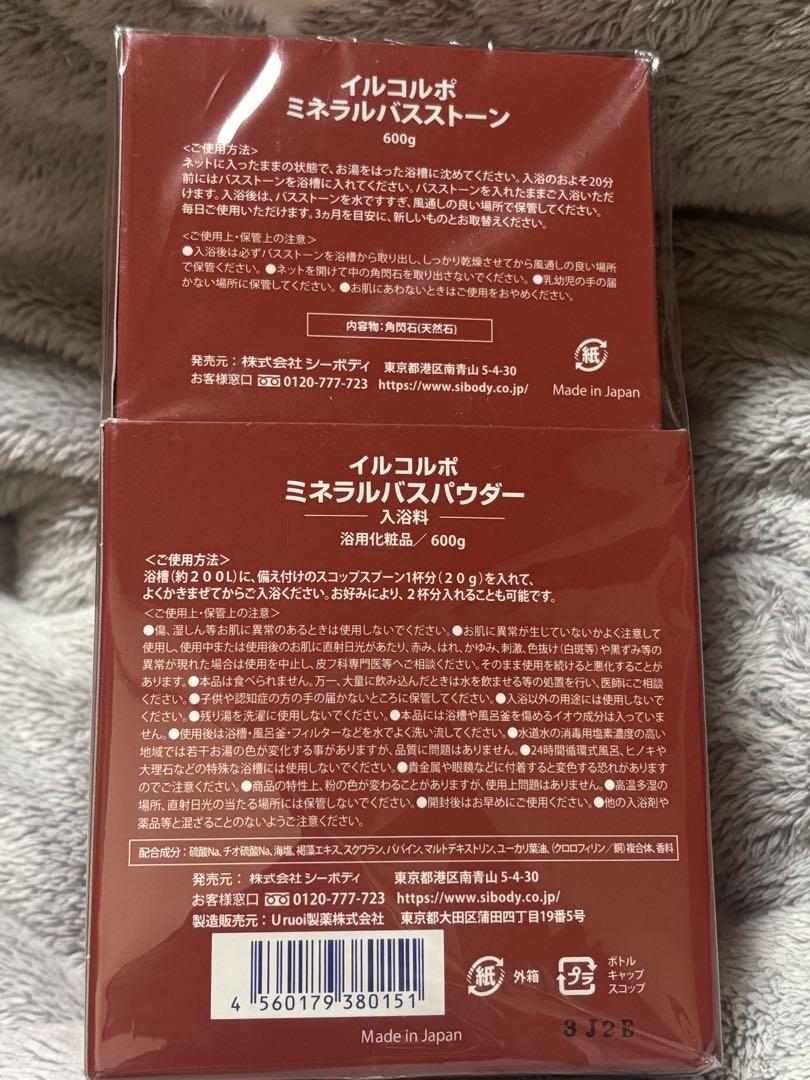 イルコルポ
ミネラルバスストーン
600g
<ご使用方法>
ネットに入ったままの状態で、お湯をはった浴槽に沈めてください。入浴のおよそ20分
前にはバスストーンを浴槽に入れてください。バスストーンを入れたままご入浴いただ
けます。入浴後は、バスストーンを水ですすぎ、風通しの良い場所で保管してください。
毎日ご使用いただけます。3ヵ月を目安に、新しいものとお取替えください。
<ご使用上・保管上の注意>
●入浴後は必ずバスストーンを浴槽から取り出し、しっかり乾燥させてから風通しの良い場所
で保管ください。●ネットを開けて中の角閃石を取り出さないでください。●乳幼児の手の届
かない場所に保管してください。●お肌にあわないときはご使用をおやめください。
内容物:角閃石(天然石)
発売元：株式会社 シーボディ 東京都港区南青山 5-4-30
お客様窓口 0120-777-723 https://www.sibody.co.jp/
紙
Made in Japan
イルコルポ
ミネラルバスパウダー
入浴料
浴用化粧品／600g
<ご使用方法>
浴槽(約200L)に、備え付けのスコップスプーン1杯分(20g)を入れて、
よくかきまぜてからご入浴ください。お好みにより、2杯分入れることも可能です。
<ご使用上・保管上の注意>
●傷、湿しん等お肌に異常のあるときは使用しないでください。●お肌に異常が生じていないかよく注意して
使用し、使用中または使用後のお肌に直射日光があたり、赤み、はれ、かゆみ、刺激、色抜け(白斑等)や黒ずみ等の
異常が現れた場合は使用を中止し、皮フ科専門医等へご相談ください。そのまま使用を続けると悪化することが
あります。●本品は食べられません。万一、大量に飲み込んだときは水を飲ませる等の処置を行い、医師にご相談
ください。●子供や認知症の方の手の届かないところに保管してください。●入浴以外の用途には使用しないで
ください。●残り湯を洗濯に使用しないでください。●本品には浴槽や風呂釜を傷めるイオウ成分は入っていま
せん。●使用後は浴槽・風呂釜・フィルターなどを水でよく洗い流してください。●水道水の消毒用塩素濃度の高い
地域では若干お湯の色が変化する事がありますが、品質に問題はありません。●24時間循環式風呂、ヒノキや
大理石などの特殊な浴槽には使用しないでください。●貴金属や眼鏡などに付着すると変色する恐れがあります
のでご注意ください。●商品の特性上、粉の色が変わることがありますが、使用上問題ありません。●高温多湿の
場所、直射日光の当たる場所には保管しないでください。●開封後はお早めにご使用ください。●他の入浴剤や
薬品等と混ざることのないようご注意ください。
配合成分：硫酸Na、チオ硫酸Na、海塩、褐藻エキス、スクワラン、パパイン、マルトデキストリン、ユーカリ葉油、(クロロフィリン／銅)複合体、香料
発売元：株式会社 シーボディ 東京都港区南青山 5-4-30
お客様窓口 0120-777-723 https://www.sibody.co.jp/
製造販売元：Uruoi製薬株式会社 東京都大田区蒲田四丁目19番5号
4 560179 380151
紙 外箱
プラ ボトル
キャップ
スコップ
Made in Japan
3J2E